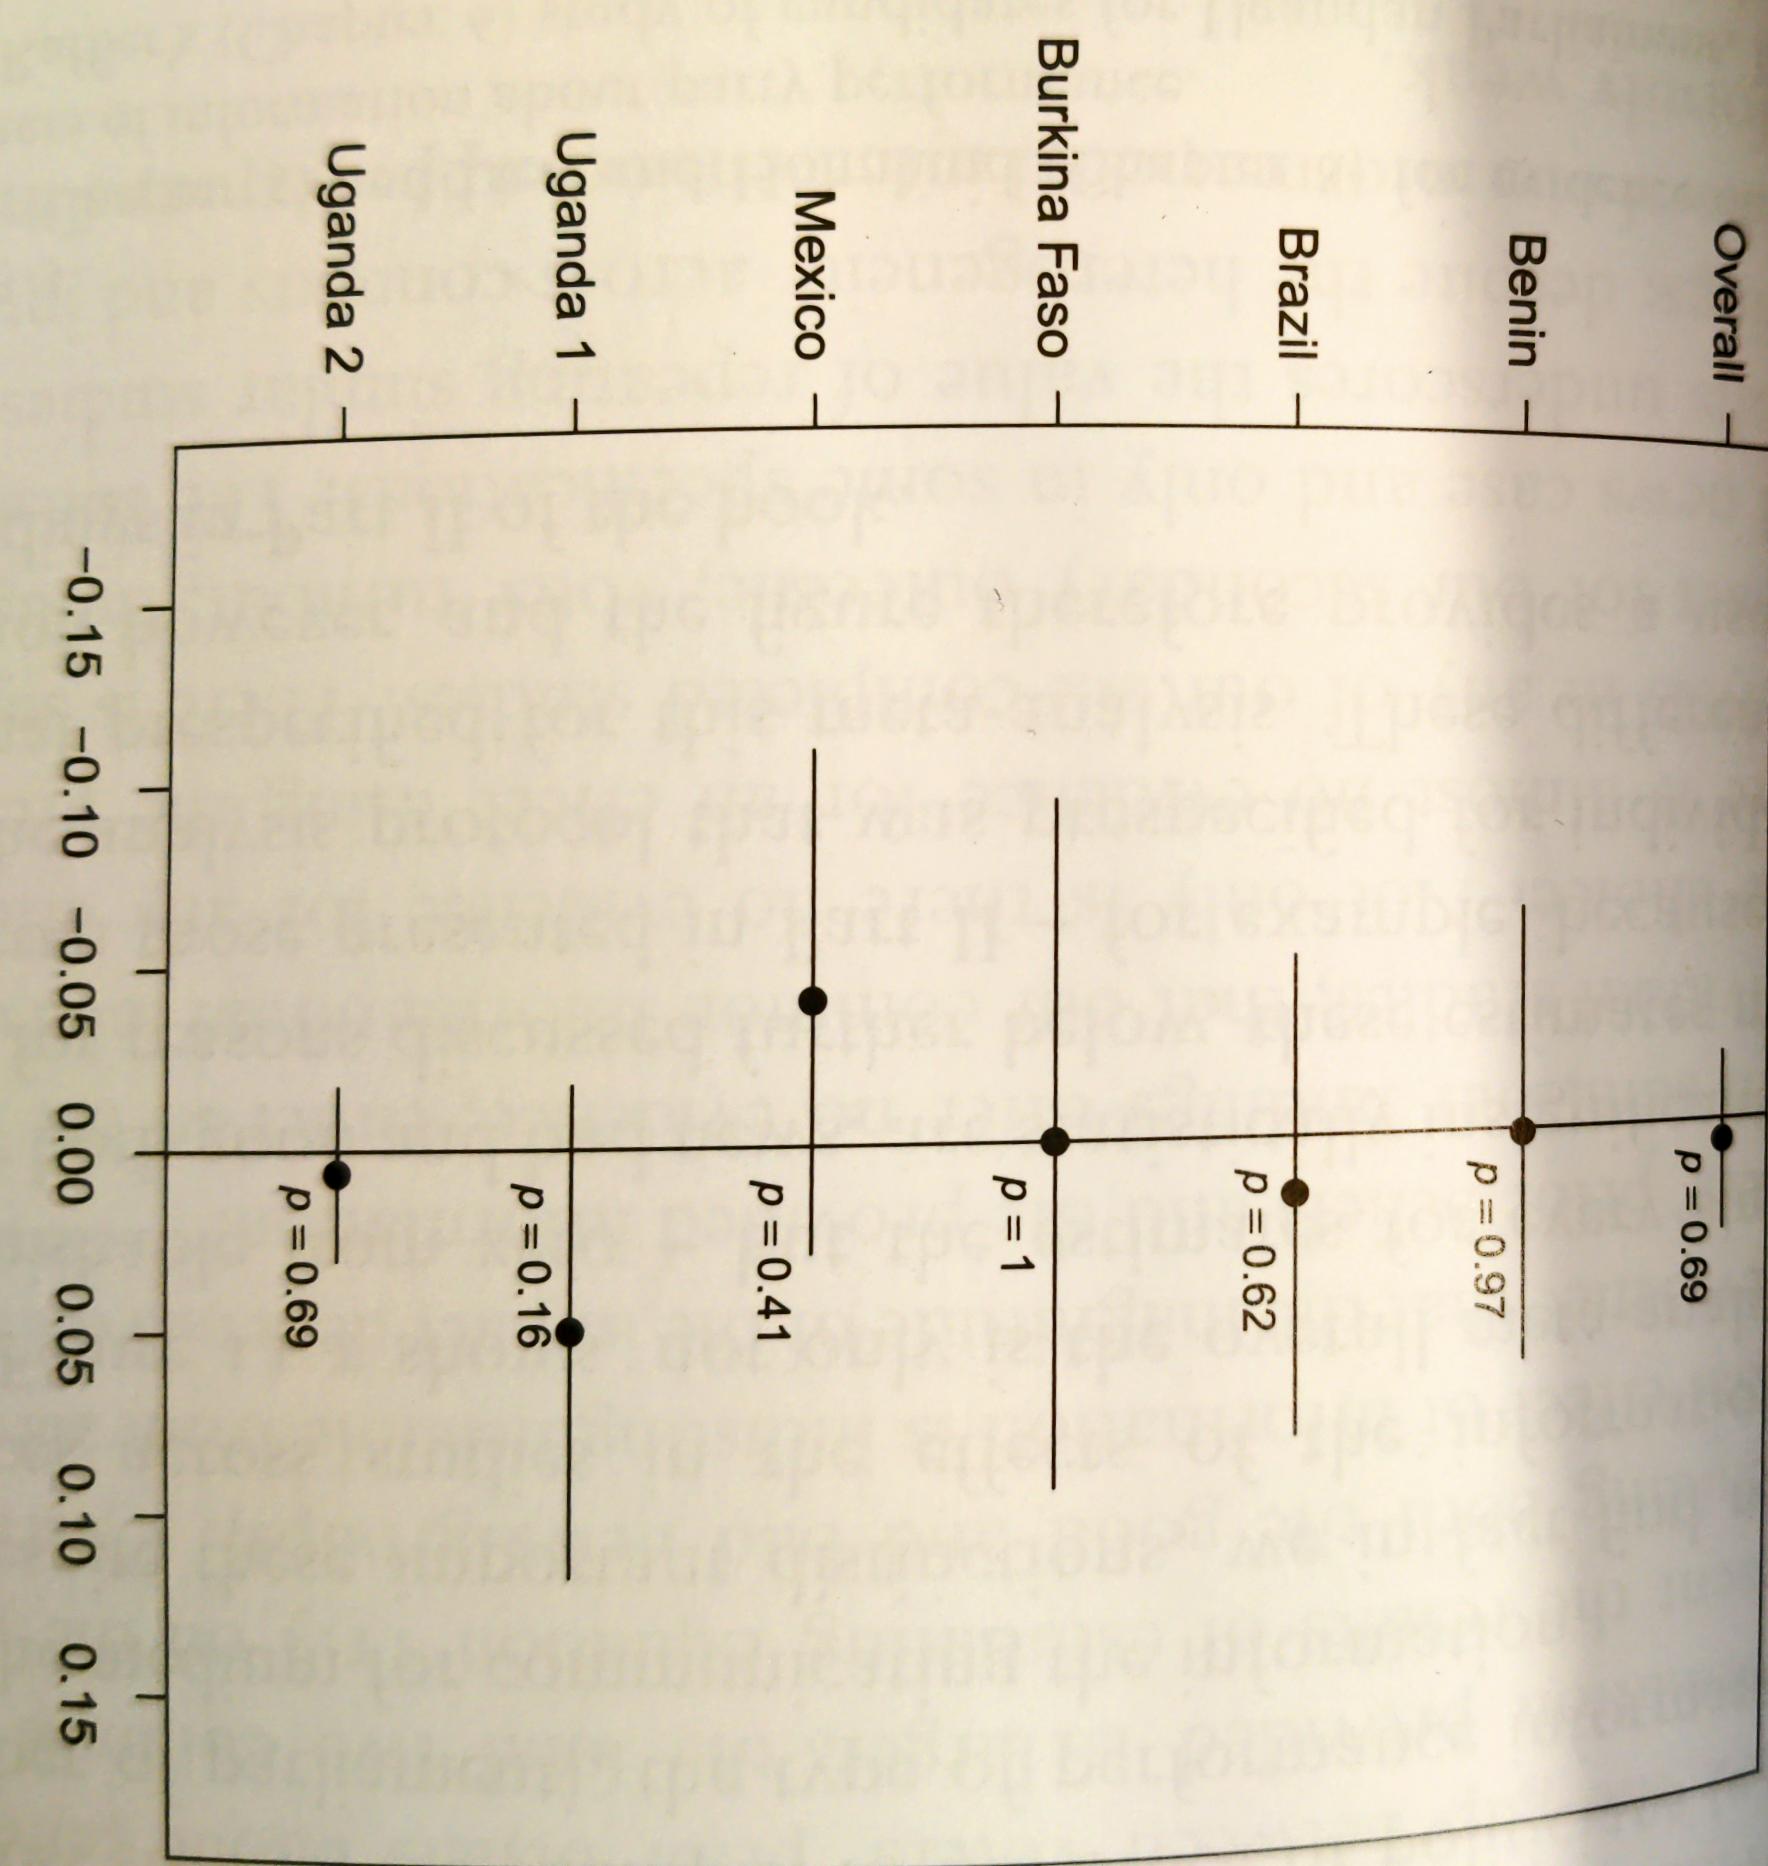 Overall
p = 0.69
Benin
p = 0.97
Brazil
p = 0.62
Burkina Faso
p = 1
Mexico
p = 0.41
Uganda 1
p = 0.16
Uganda 2
p = 0.69
−0.15 −0.10 −0.05 0.00 0.05 0.10 0.15